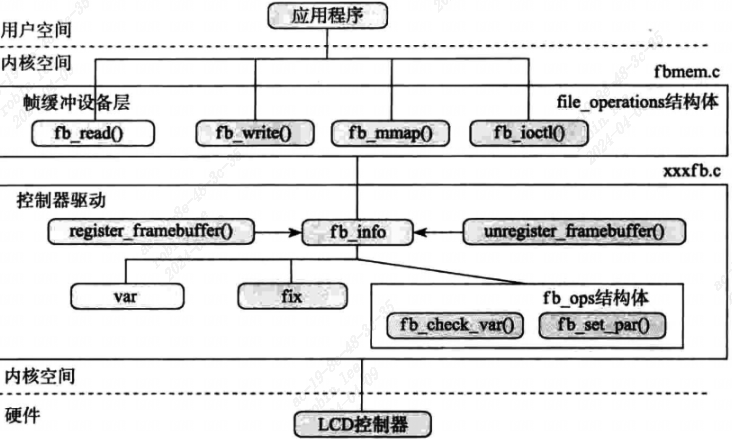 应用程序
用户空间
内核空间
fbmem.c
帧缓冲设备层
file_operations结构体
fb_read()
fb_write()
fb_mmap()
fb_ioctl()
xxxfb.c
控制器驱动
register_framebuffer()
fb_info
unregister_framebuffer()
var
fix
fb_ops结构体
fb_check_var()
fb_set_par()
内核空间
硬件
LCD控制器